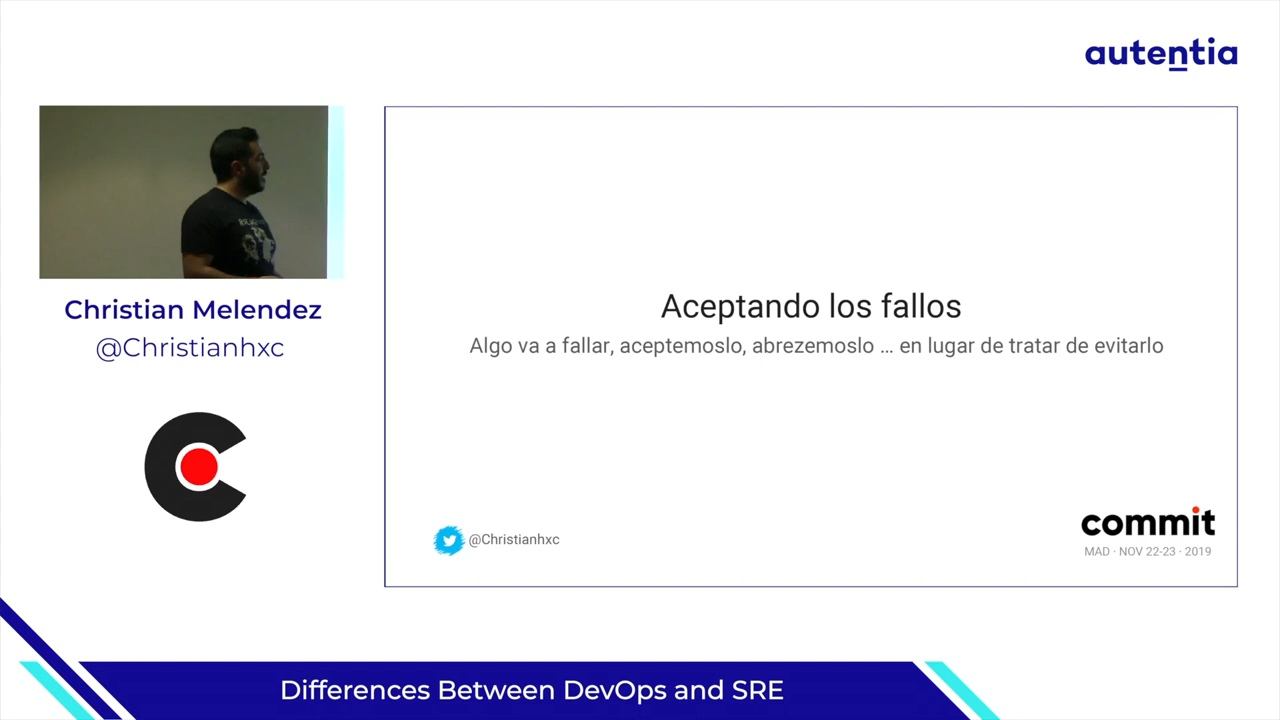 autentia
Christian Melendez
@Christianhxc
Aceptando los fallos
Algo va a fallar, aceptemoslo, abrezemoslo ... en lugar de tratar de evitarlo
@Christianhxc
commit
MAD · NOV 22-23 · 2019
Differences Between DevOps and SRE